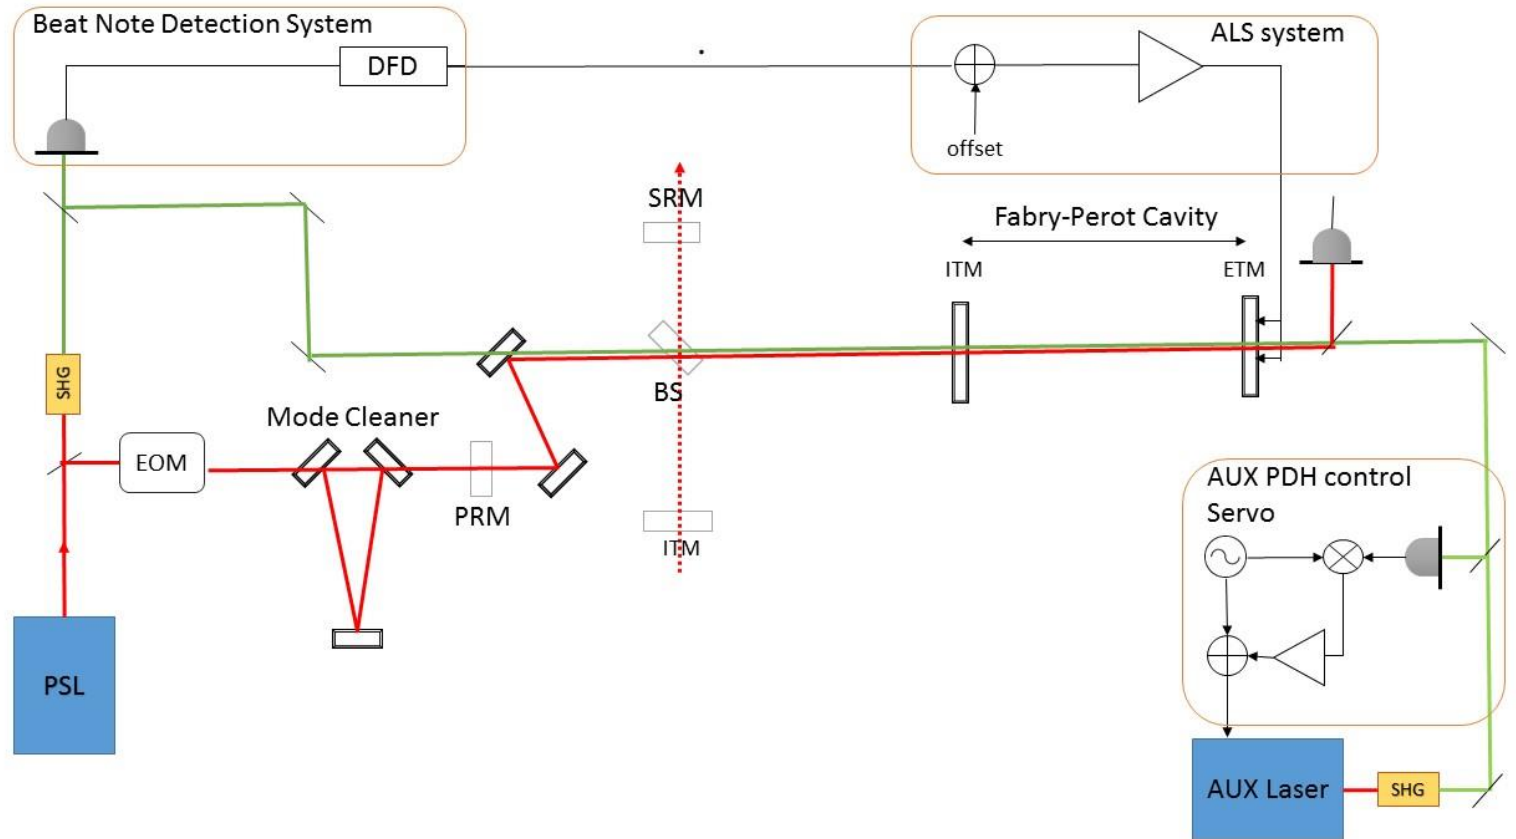 Beat Note Detection System
DFD
ALS system
offset
SRM
Fabry-Perot Cavity
ITM
ETM
BS
SHG
Mode Cleaner
EOM
PRM
ITM
AUX PDH control
Servo
PSL
AUX Laser
SHG